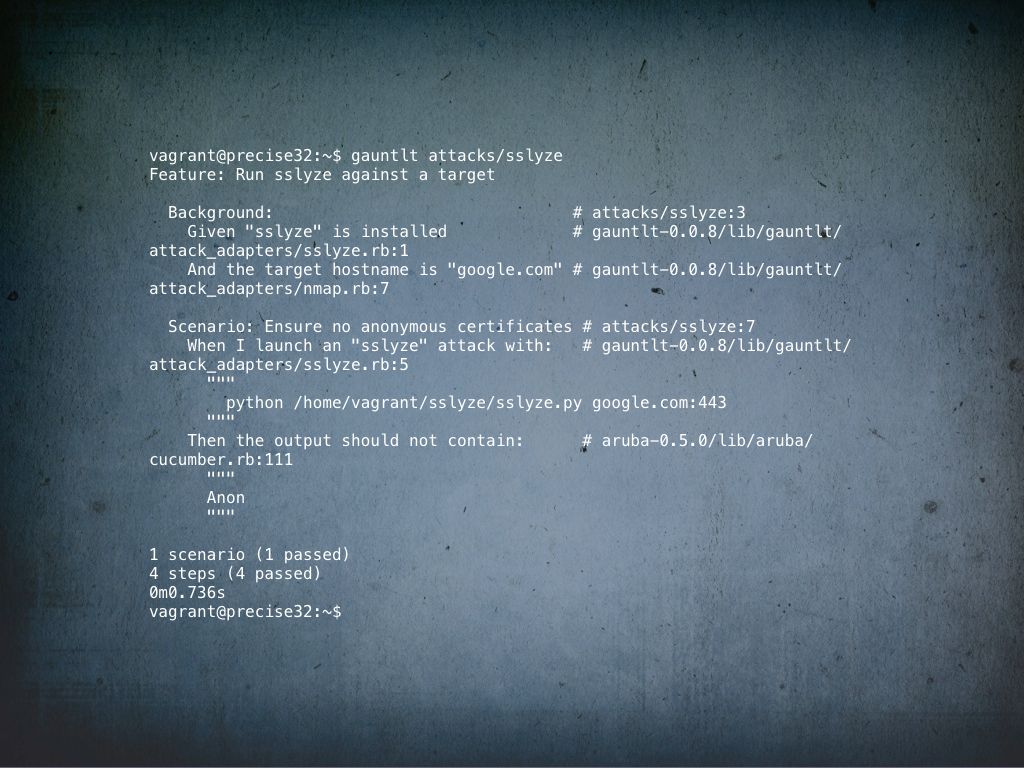 vagrant@precise32:~$ gauntlt attacks/sslyze
Feature: Run sslyze against a target
Background: # attacks/sslyze:3
Given "sslyze" is installed # gauntlt-0.0.8/lib/gauntlt/
attack_adapters/sslyze.rb:1
And the target hostname is "google.com" # gauntlt-0.0.8/lib/gauntlt/
attack_adapters/nmap.rb:7
Scenario: Ensure no anonymous certificates # attacks/sslyze:7
When I launch an "sslyze" attack with: # gauntlt-0.0.8/lib/gauntlt/
attack_adapters/sslyze.rb:5
"""
python /home/vagrant/sslyze/sslyze.py google.com:443
"""
Then the output should not contain: # aruba-0.5.0/lib/aruba/
cucumber.rb:111
"""
Anon
"""
1 scenario (1 passed)
4 steps (4 passed)
0m0.736s
vagrant@precise32:~$